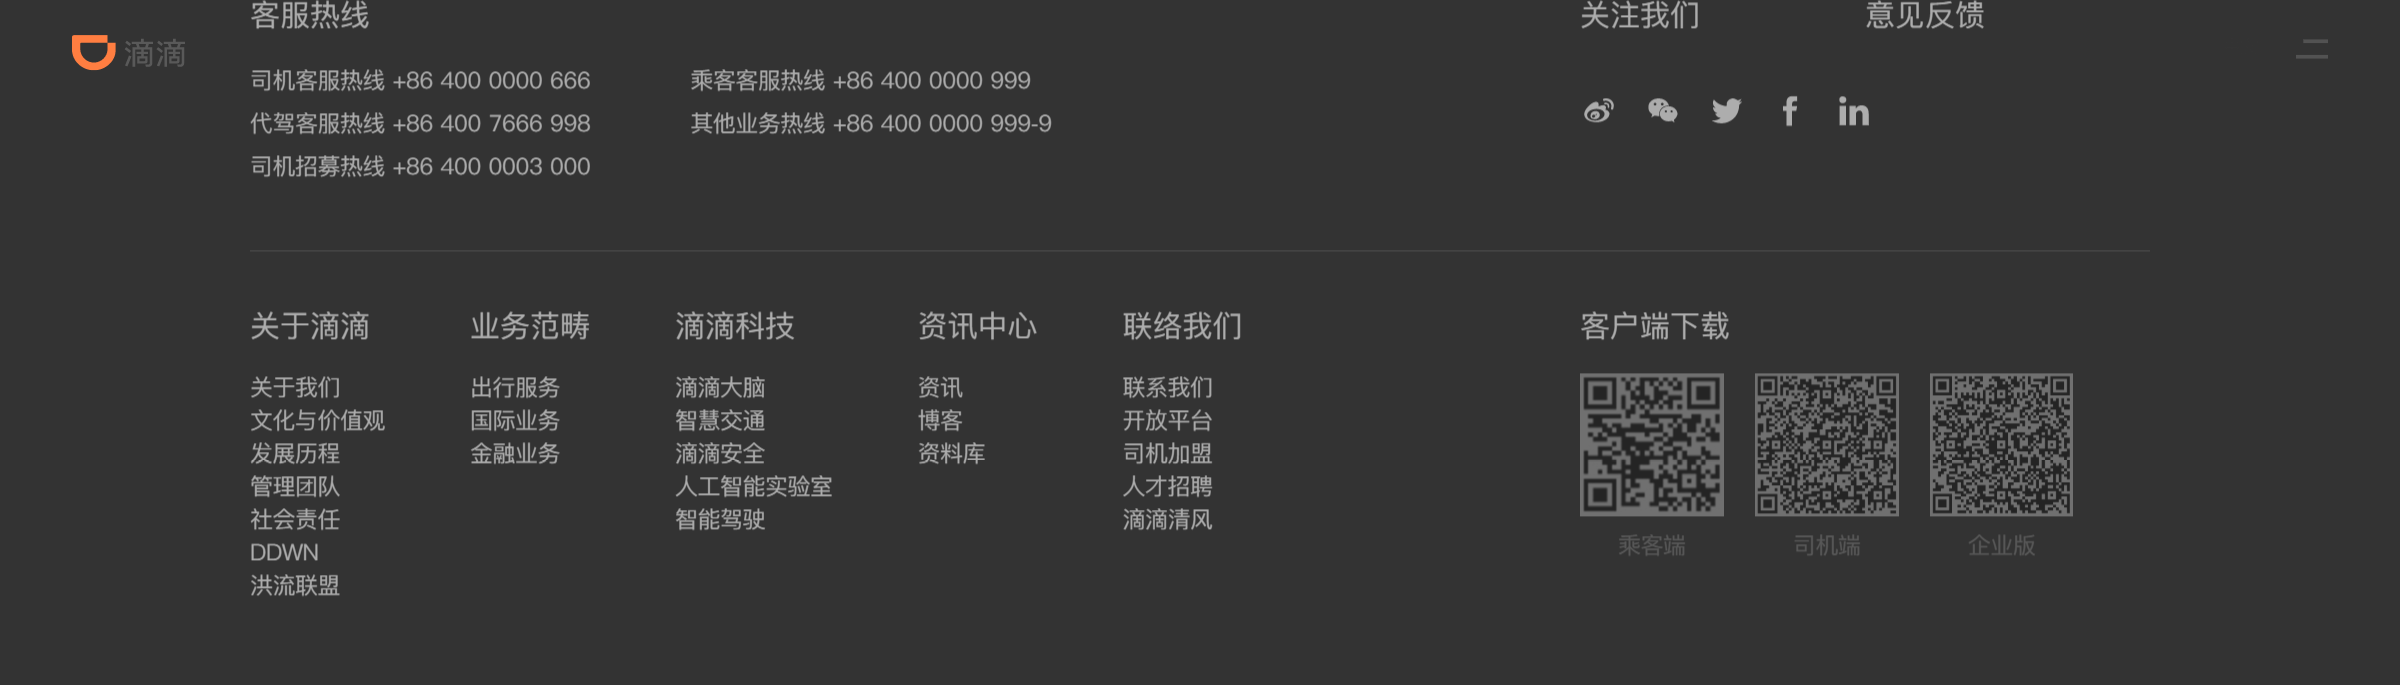 客服热线
关注我们
意见反馈
滴滴
司机客服热线 +86 400 0000 666
乘客客服热线 +86 400 0000 999
代驾客服热线 +86 400 7666 998
其他业务热线 +86 400 0000 999-9
司机招募热线 +86 400 0003 000
关于滴滴
关于我们
文化与价值观
发展历程
管理团队
社会责任
DDWN
洪流联盟
业务范畴
出行服务
国际业务
金融业务
滴滴科技
滴滴大脑
智慧交通
滴滴安全
人工智能实验室
智能驾驶
资讯中心
资讯
博客
资料库
联络我们
联系我们
开放平台
司机加盟
人才招聘
滴滴清风
客户端下载
乘客端
司机端
企业版